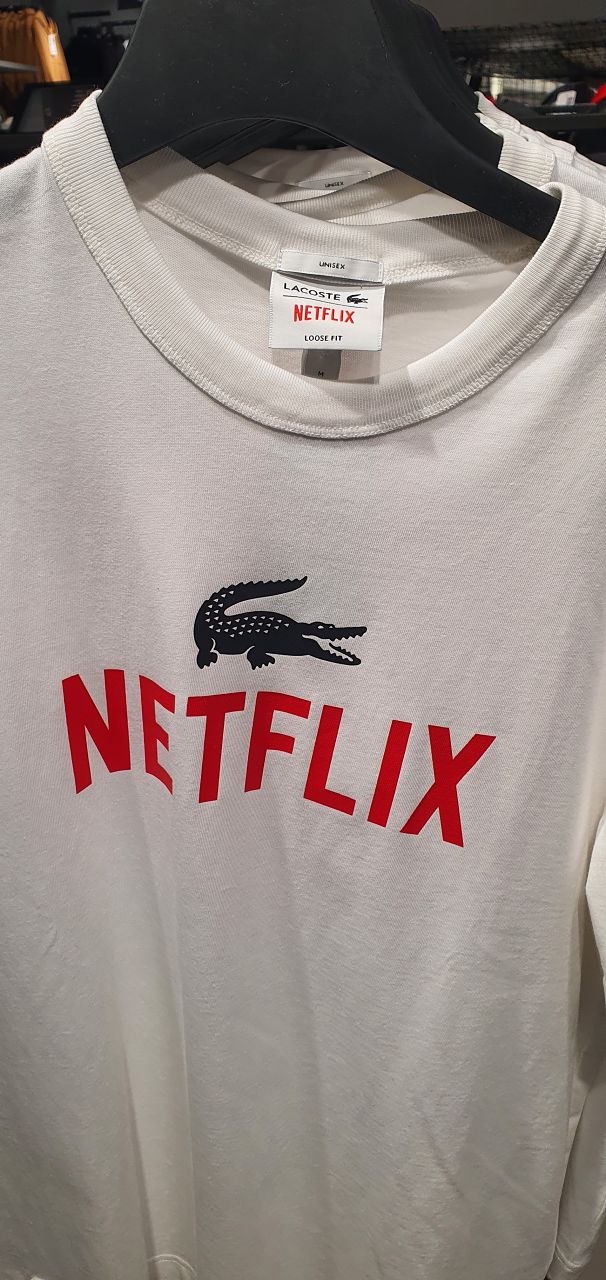 UNISEX
UNISEX
LACOSTE
NETFLIX
LOOSE FIT
M
NETFLIX